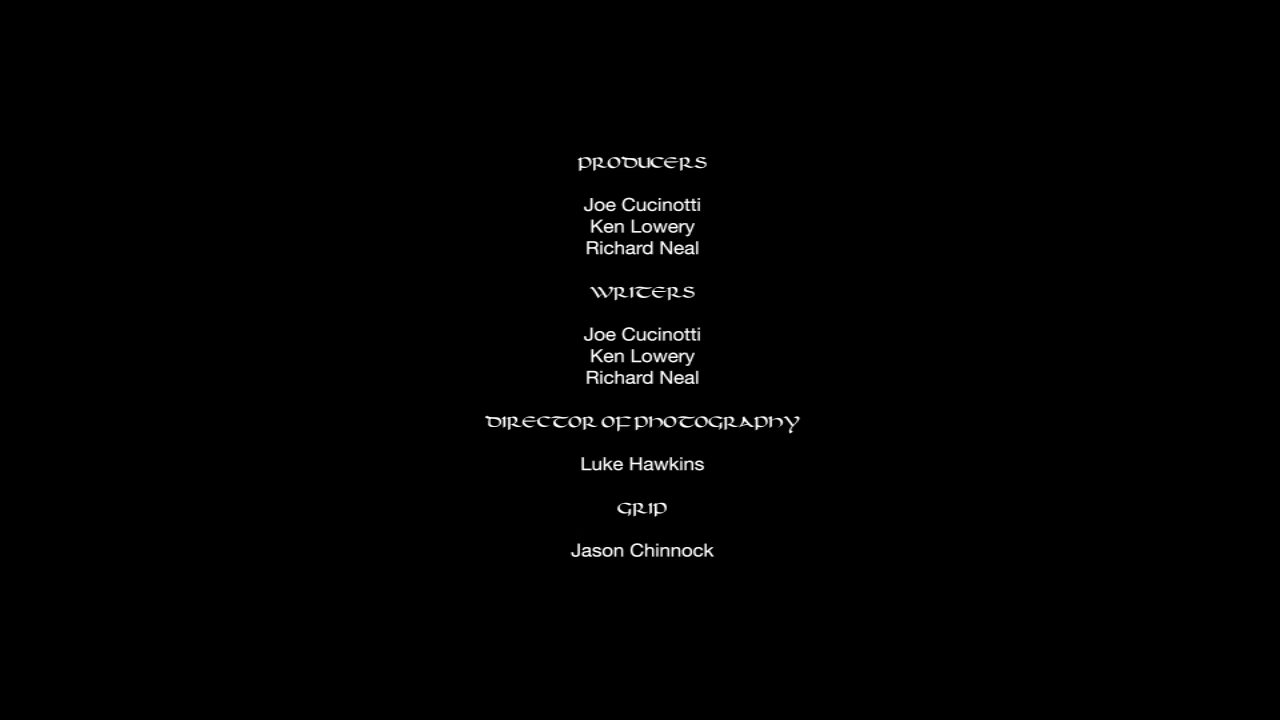 PRODUCERS
Joe Cucinotti
Ken Lowery
Richard Neal
WRITERS
Joe Cucinotti
Ken Lowery
Richard Neal
DIRECTOR OF PHOTOGRAPHY
Luke Hawkins
GRIP
Jason Chinnock